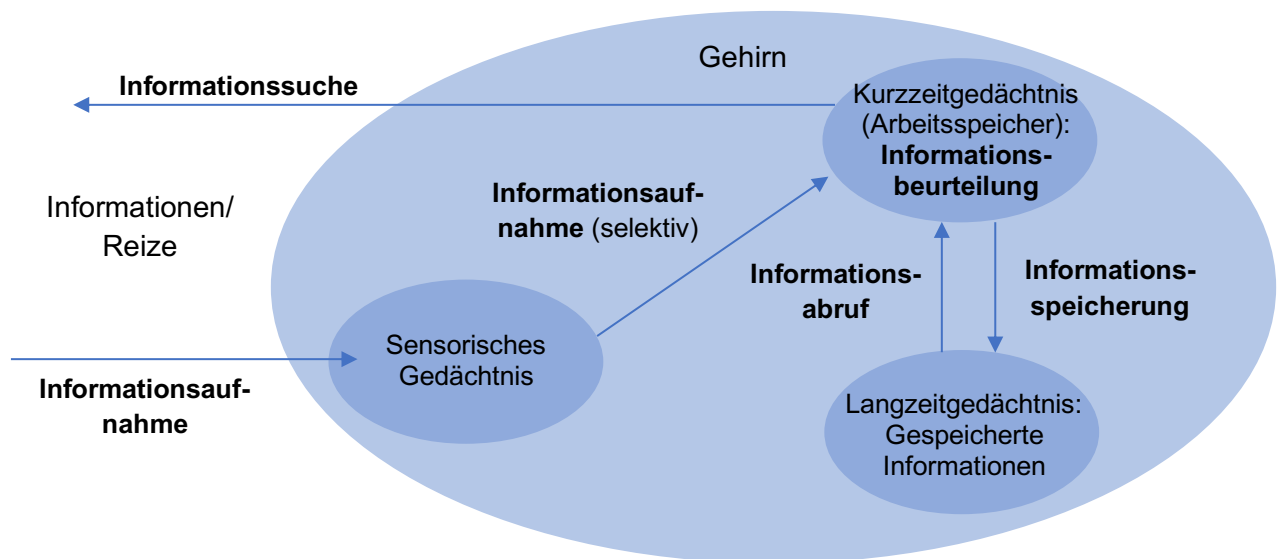 Gehirn
Informationssuche
Kurzzeitgedächtnis
(Arbeitsspeicher):
Informations-
beurteilung
Informationen/
Reize
Informationsauf-
nahme (selektiv)
Informations-
abruf
Informations-
speicherung
Sensorisches
Gedächtnis
Informationsauf-
nahme
Langzeitgedächtnis:
Gespeicherte
Informationen